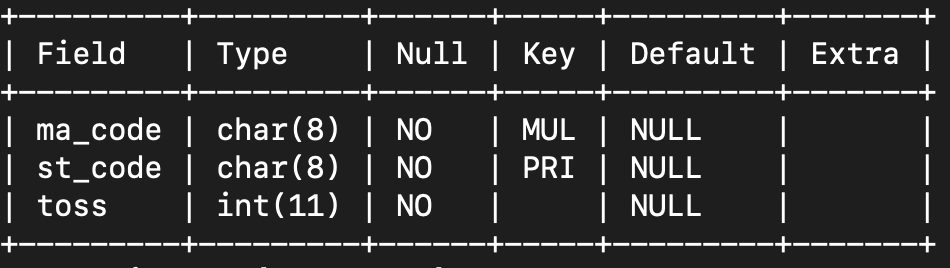 +---------+---------+------+-----+---------+-------+
| Field   | Type    | Null | Key | Default | Extra |
+---------+---------+------+-----+---------+-------+
| ma_code | char(8) | NO   | MUL | NULL    |       |
| st_code | char(8) | NO   | PRI | NULL    |       |
| toss    | int(11) | NO   |     | NULL    |       |
+---------+---------+------+-----+---------+-------+